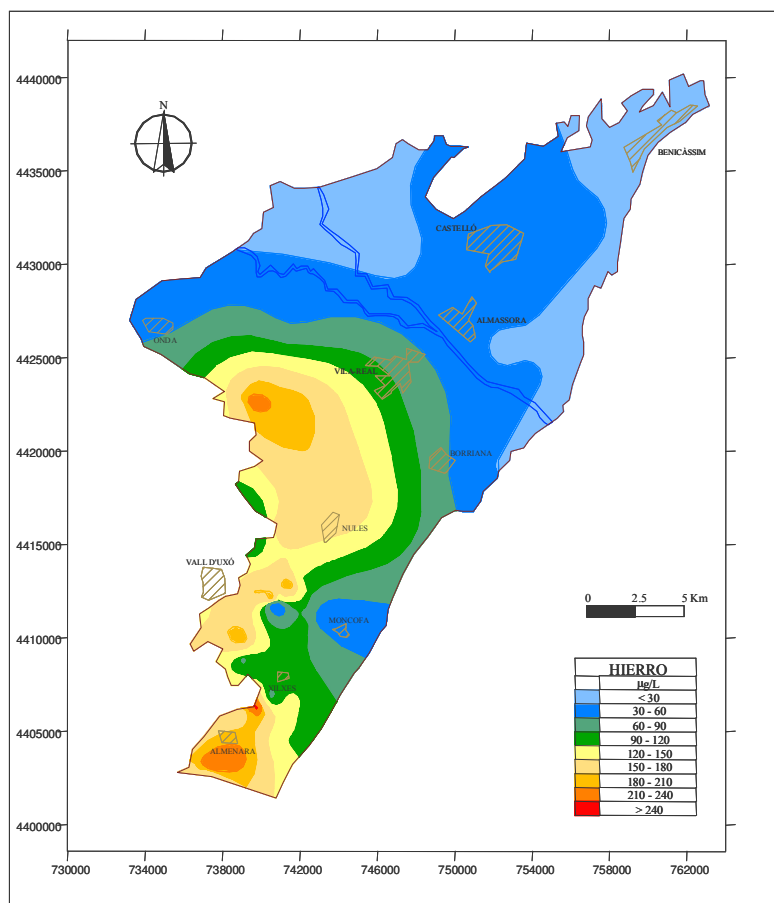 4440000
4435000
4430000
4425000
4420000
4415000
4410000
4405000
4400000
730000 734000 738000 742000 746000 750000 754000 758000 762000
N
BENICÀSSIM
CASTELLÓ
ALMASSORA
ONDA
VILA-REAL
BORRIANA
NULES
VALL D'UXÓ
MONCOFA
XILXES
ALMENARA
0 2.5 5 Km
HIERRO
µg/L
< 30
30 - 60
60 - 90
90 - 120
120 - 150
150 - 180
180 - 210
210 - 240
> 240